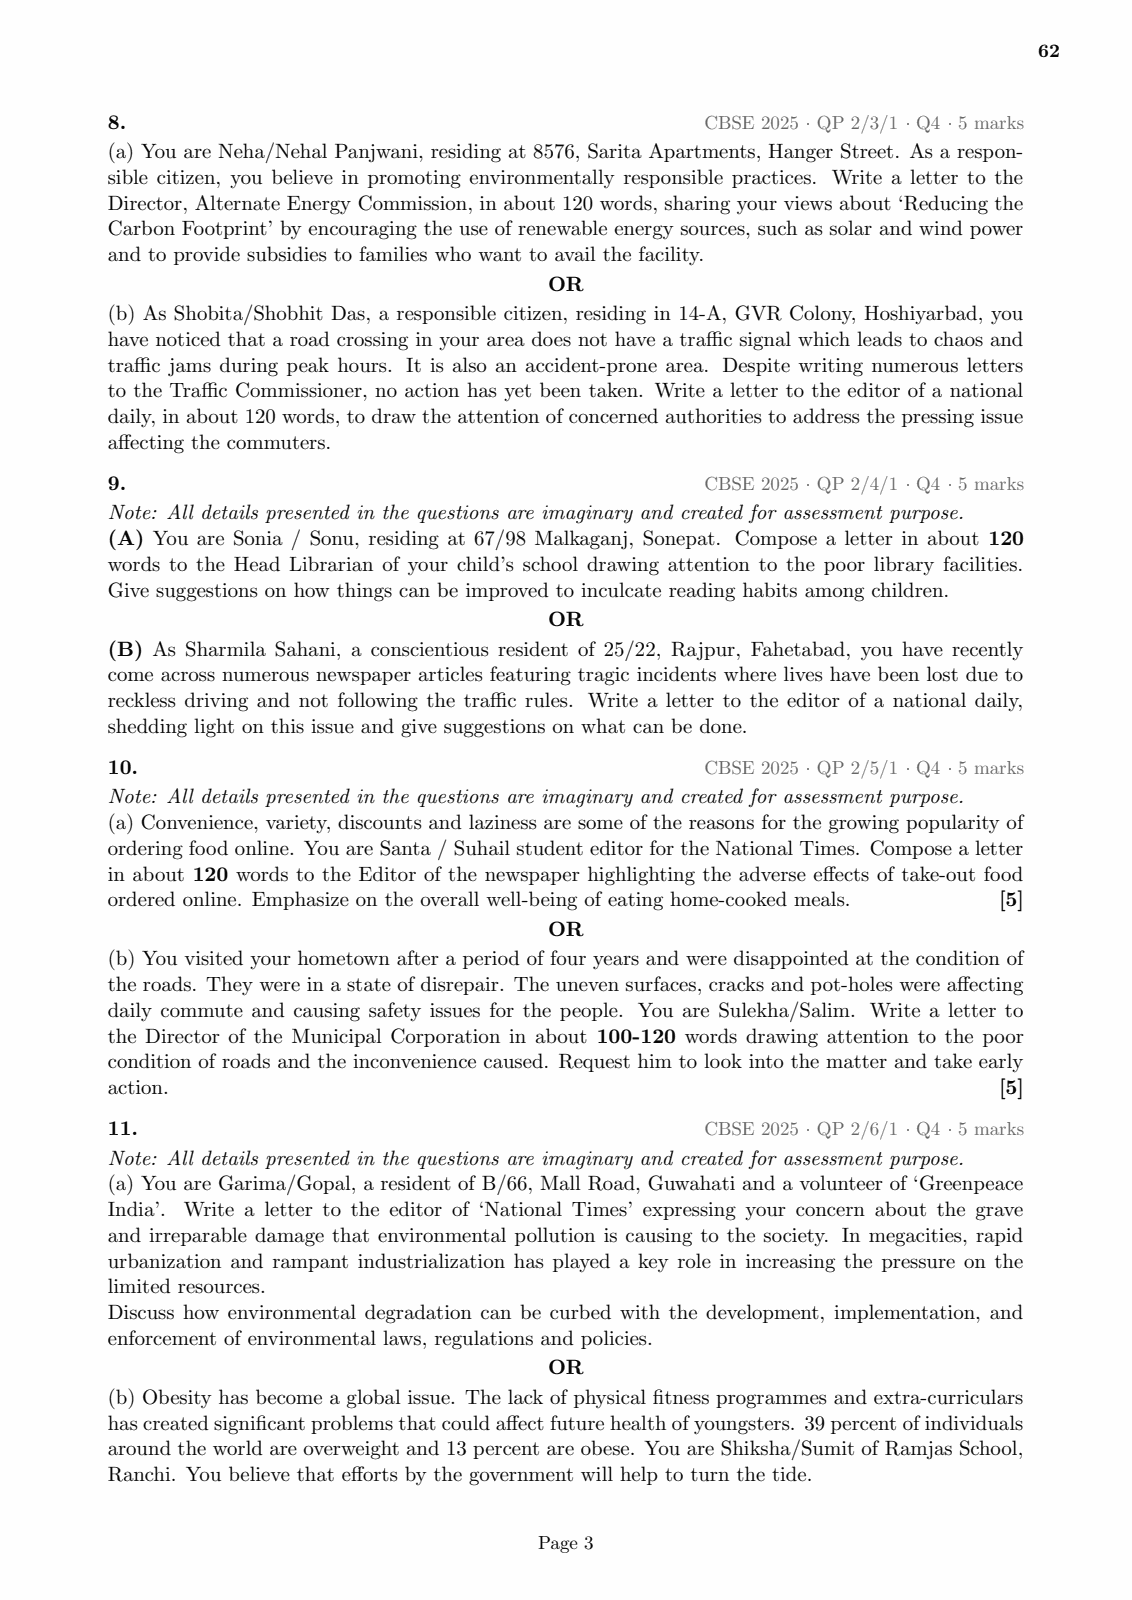 62
8. CBSE 2025 · QP 2/3/1 · Q4 · 5 marks
(a) You are Neha/Nehal Panjwani, residing at 8576, Sarita Apartments, Hanger Street. As a respon-
sible citizen, you believe in promoting environmentally responsible practices. Write a letter to the
Director, Alternate Energy Commission, in about 120 words, sharing your views about ‘Reducing the
Carbon Footprint’ by encouraging the use of renewable energy sources, such as solar and wind power
and to provide subsidies to families who want to avail the facility.
OR
(b) As Shobita/Shobhit Das, a responsible citizen, residing in 14-A, GVR Colony, Hoshiyarbad, you
have noticed that a road crossing in your area does not have a traffic signal which leads to chaos and
traffic jams during peak hours. It is also an accident-prone area. Despite writing numerous letters
to the Traffic Commissioner, no action has yet been taken. Write a letter to the editor of a national
daily, in about 120 words, to draw the attention of concerned authorities to address the pressing issue
affecting the commuters.
9. CBSE 2025 · QP 2/4/1 · Q4 · 5 marks
Note: All details presented in the questions are imaginary and created for assessment purpose.
(A) You are Sonia / Sonu, residing at 67/98 Malkaganj, Sonepat. Compose a letter in about 120
words to the Head Librarian of your child’s school drawing attention to the poor library facilities.
Give suggestions on how things can be improved to inculcate reading habits among children.
OR
(B) As Sharmila Sahani, a conscientious resident of 25/22, Rajpur, Fahetabad, you have recently
come across numerous newspaper articles featuring tragic incidents where lives have been lost due to
reckless driving and not following the traffic rules. Write a letter to the editor of a national daily,
shedding light on this issue and give suggestions on what can be done.
10. CBSE 2025 · QP 2/5/1 · Q4 · 5 marks
Note: All details presented in the questions are imaginary and created for assessment purpose.
(a) Convenience, variety, discounts and laziness are some of the reasons for the growing popularity of
ordering food online. You are Santa / Suhail student editor for the National Times. Compose a letter
in about 120 words to the Editor of the newspaper highlighting the adverse effects of take-out food
ordered online. Emphasize on the overall well-being of eating home-cooked meals. [5]
OR
(b) You visited your hometown after a period of four years and were disappointed at the condition of
the roads. They were in a state of disrepair. The uneven surfaces, cracks and pot-holes were affecting
daily commute and causing safety issues for the people. You are Sulekha/Salim. Write a letter to
the Director of the Municipal Corporation in about 100-120 words drawing attention to the poor
condition of roads and the inconvenience caused. Request him to look into the matter and take early
action. [5]
11. CBSE 2025 · QP 2/6/1 · Q4 · 5 marks
Note: All details presented in the questions are imaginary and created for assessment purpose.
(a) You are Garima/Gopal, a resident of B/66, Mall Road, Guwahati and a volunteer of ‘Greenpeace
India’. Write a letter to the editor of ‘National Times’ expressing your concern about the grave
and irreparable damage that environmental pollution is causing to the society. In megacities, rapid
urbanization and rampant industrialization has played a key role in increasing the pressure on the
limited resources.
Discuss how environmental degradation can be curbed with the development, implementation, and
enforcement of environmental laws, regulations and policies.
OR
(b) Obesity has become a global issue. The lack of physical fitness programmes and extra-curriculars
has created significant problems that could affect future health of youngsters. 39 percent of individuals
around the world are overweight and 13 percent are obese. You are Shiksha/Sumit of Ramjas School,
Ranchi. You believe that efforts by the government will help to turn the tide.
Page 3